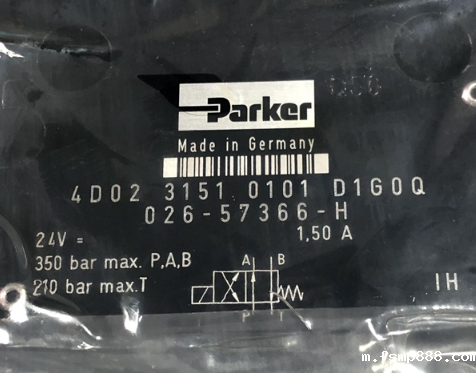 Parker
Made in Germany
4D02 3151 0101 D1G0Q
026-57366-H
24V =
1,50 A
350 bar max. P,A,B
210 bar max.T
A B
P T
IH
m.fsmp888.com